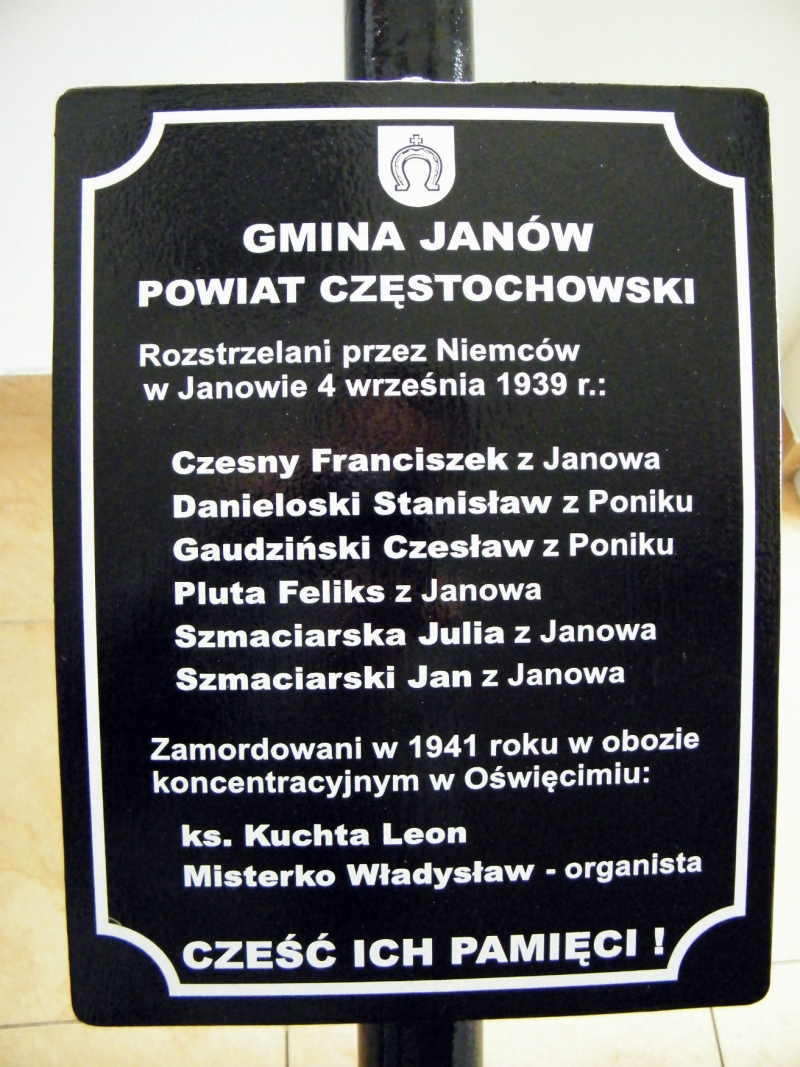 GMINA JANÓW
POWIAT CZĘSTOCHOWSKI
Rozstrzelani przez Niemców
w Janowie 4 września 1939 r.:
Czesny Franciszek z Janowa
Danieloski Stanisław z Poniku
Gaudziński Czesław z Poniku
Pluta Feliks z Janowa
Szmaciarska Julia z Janowa
Szmaciarski Jan z Janowa
Zamordowani w 1941 roku w obozie
koncentracyjnym w Oświęcimiu:
ks. Kuchta Leon
Misterko Władysław - organista
CZEŚĆ ICH PAMIĘCI !